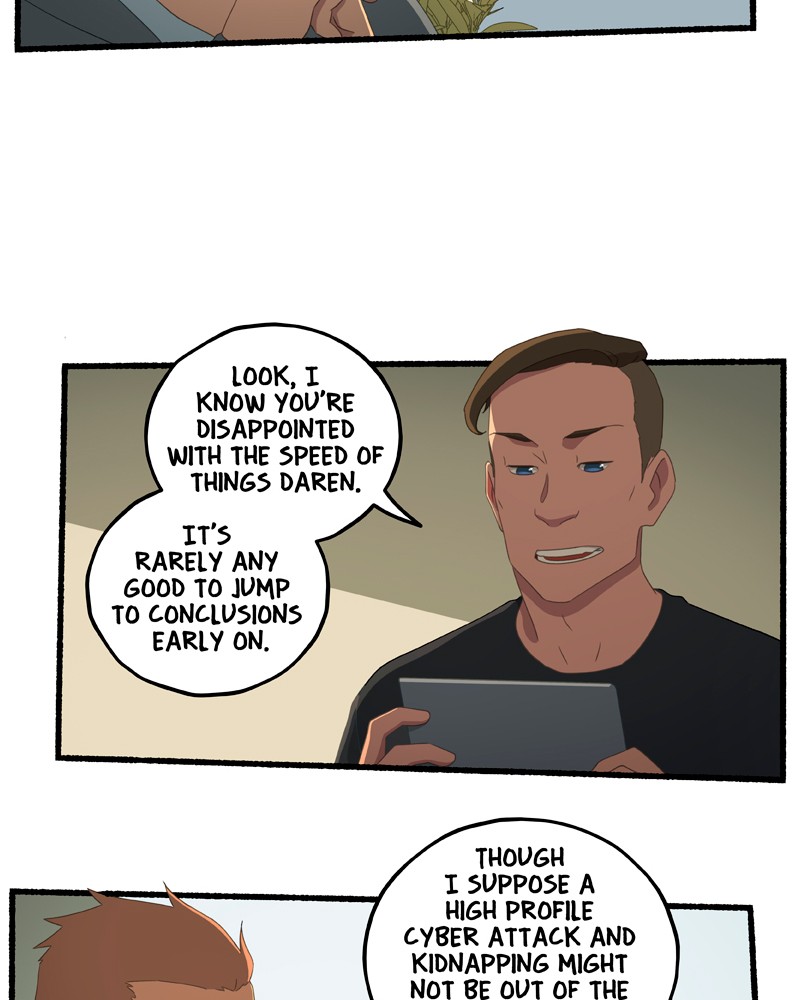 LOOK, I
KNOW YOU'RE
DISAPPOINTED
WITH THE SPEED OF
THINGS DAREN.
IT'S
RARELY ANY
GOOD TO JUMP
TO CONCLUSIONS
EARLY ON.
THOUGH
I SUPPOSE A
HIGH PROFILE
CYBER ATTACK AND
KIDNAPPING MIGHT
NOT BE OUT OF THE